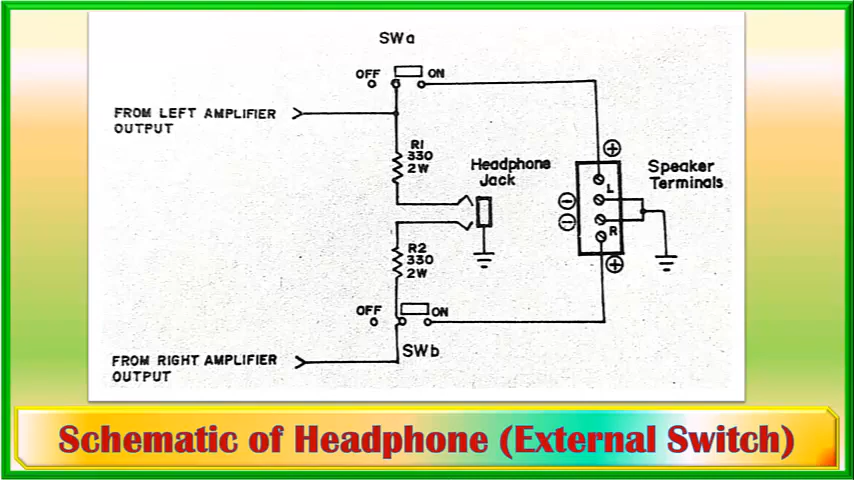 SWa
OFF ON
FROM LEFT AMPLIFIER
OUTPUT
R1
330
2W
Headphone
Jack
Speaker
Terminals
+
L
−
−
R
+
R2
330
2W
OFF ON
SWb
FROM RIGHT AMPLIFIER
OUTPUT
Schematic of Headphone (External Switch)